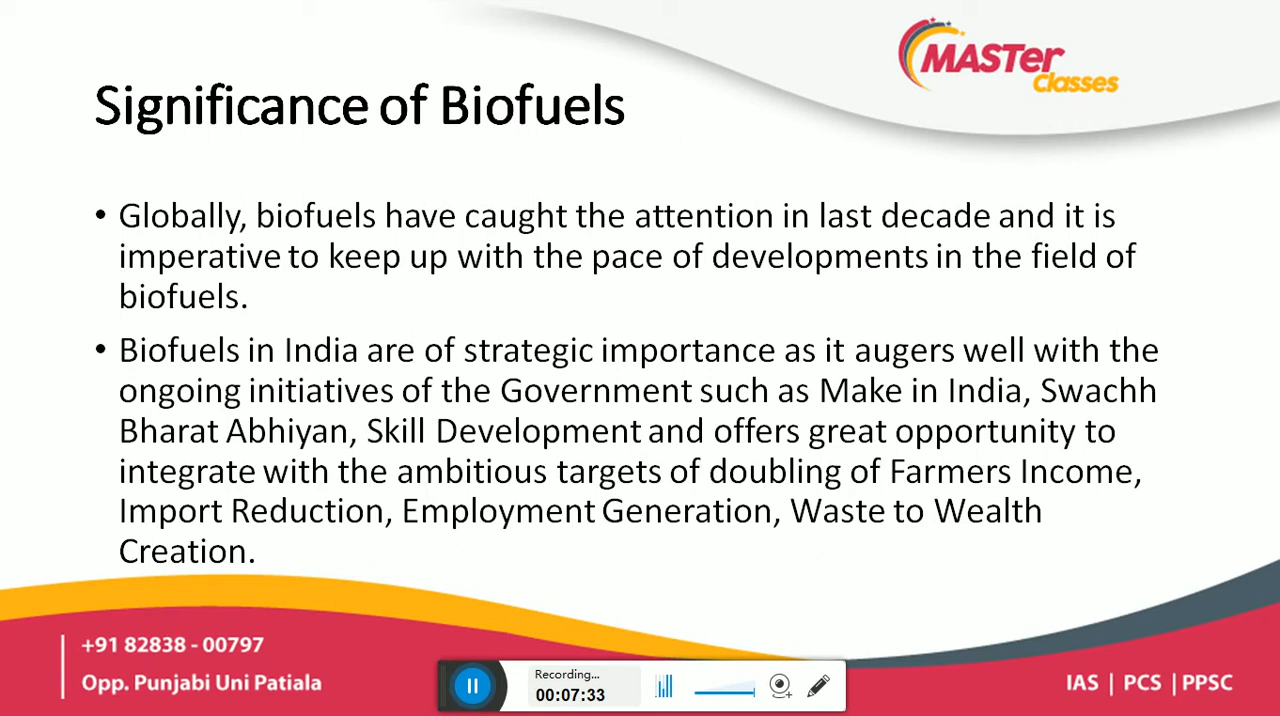 MASTer
Classes
Significance of Biofuels
• Globally, biofuels have caught the attention in last decade and it is
imperative to keep up with the pace of developments in the field of
biofuels.
• Biofuels in India are of strategic importance as it augers well with the
ongoing initiatives of the Government such as Make in India, Swachh
Bharat Abhiyan, Skill Development and offers great opportunity to
integrate with the ambitious targets of doubling of Farmers Income,
Import Reduction, Employment Generation, Waste to Wealth
Creation.
+91 82838 - 00797
Opp. Punjabi Uni Patiala
Recording...
00:07:33
IAS | PCS | PPSC